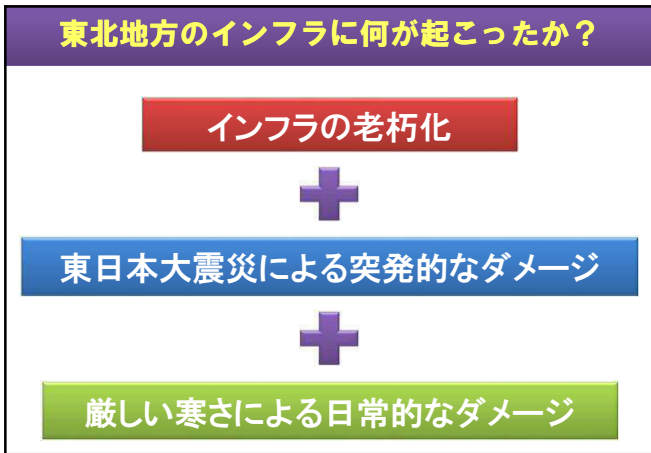 東北地方のインフラに何が起こったか？
インフラの老朽化
東日本大震災による突発的なダメージ
厳しい寒さによる日常的なダメージ